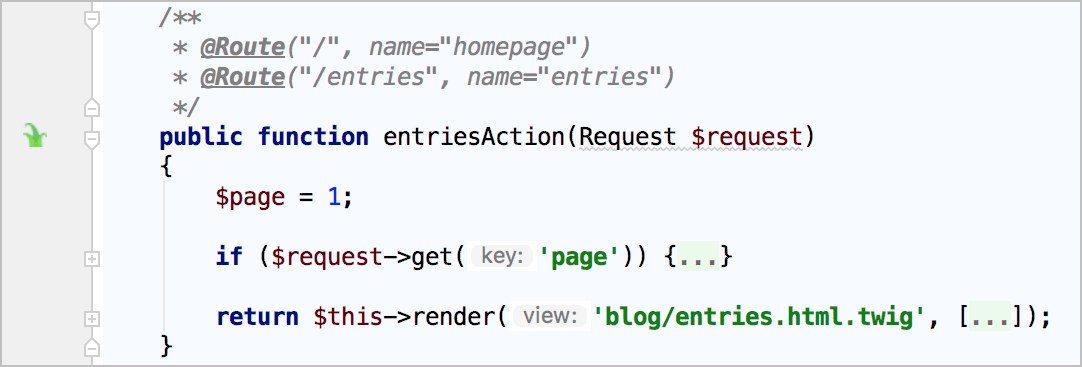 /**
 * @Route("/", name="homepage")
 * @Route("/entries", name="entries")
 */
public function entriesAction(Request $request)
{
    $page = 1;
    if ($request->get( key: 'page')) {...}
    return $this->render( view: 'blog/entries.html.twig', [...]);
}